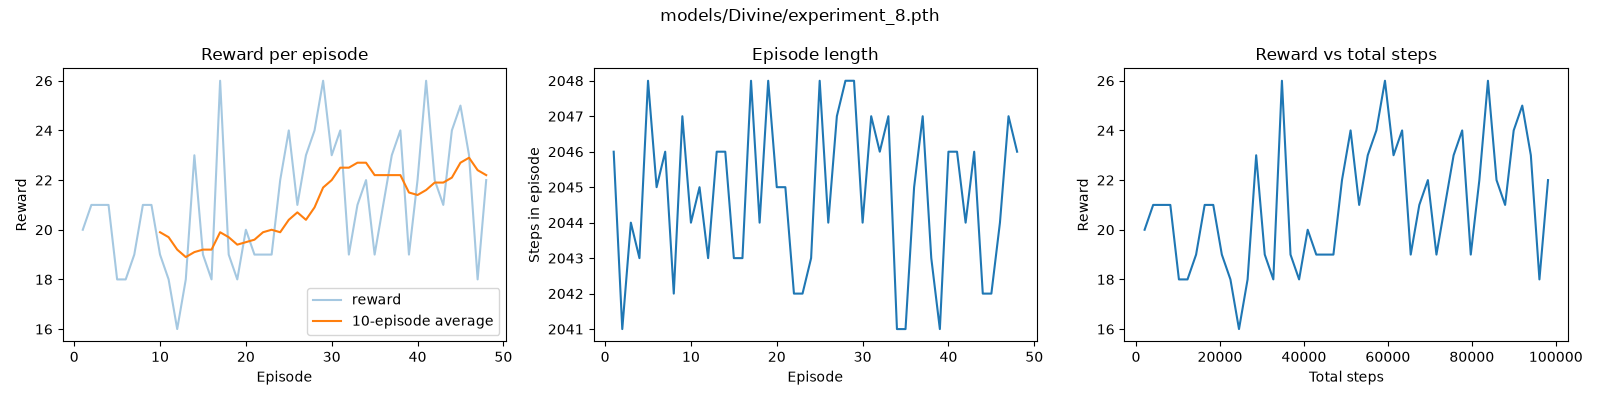 models/Divine/experiment_8.pth
Reward per episode
Reward
26
24
22
20
18
16
reward
10-episode average
0 10 20 30 40 50
Episode
Episode length
Steps in episode
2048
2047
2046
2045
2044
2043
2042
2041
0 10 20 30 40 50
Episode
Reward vs total steps
Reward
26
24
22
20
18
16
0 20000 40000 60000 80000 100000
Total steps